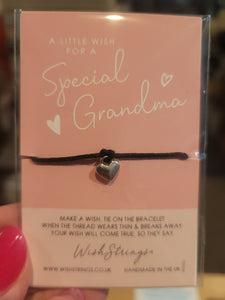 A LITTLE WISH
FOR A
Special
Grandma
MAKE A WISH, TIE ON THE BRACELET
WHEN THE THREAD WEARS THIN & BREAKS AWAY
YOUR WISH WILL COME TRUE, SO THEY SAY.
WishStrings
WWW.WISHSTRINGS.CO.UK HANDMADE IN THE UK